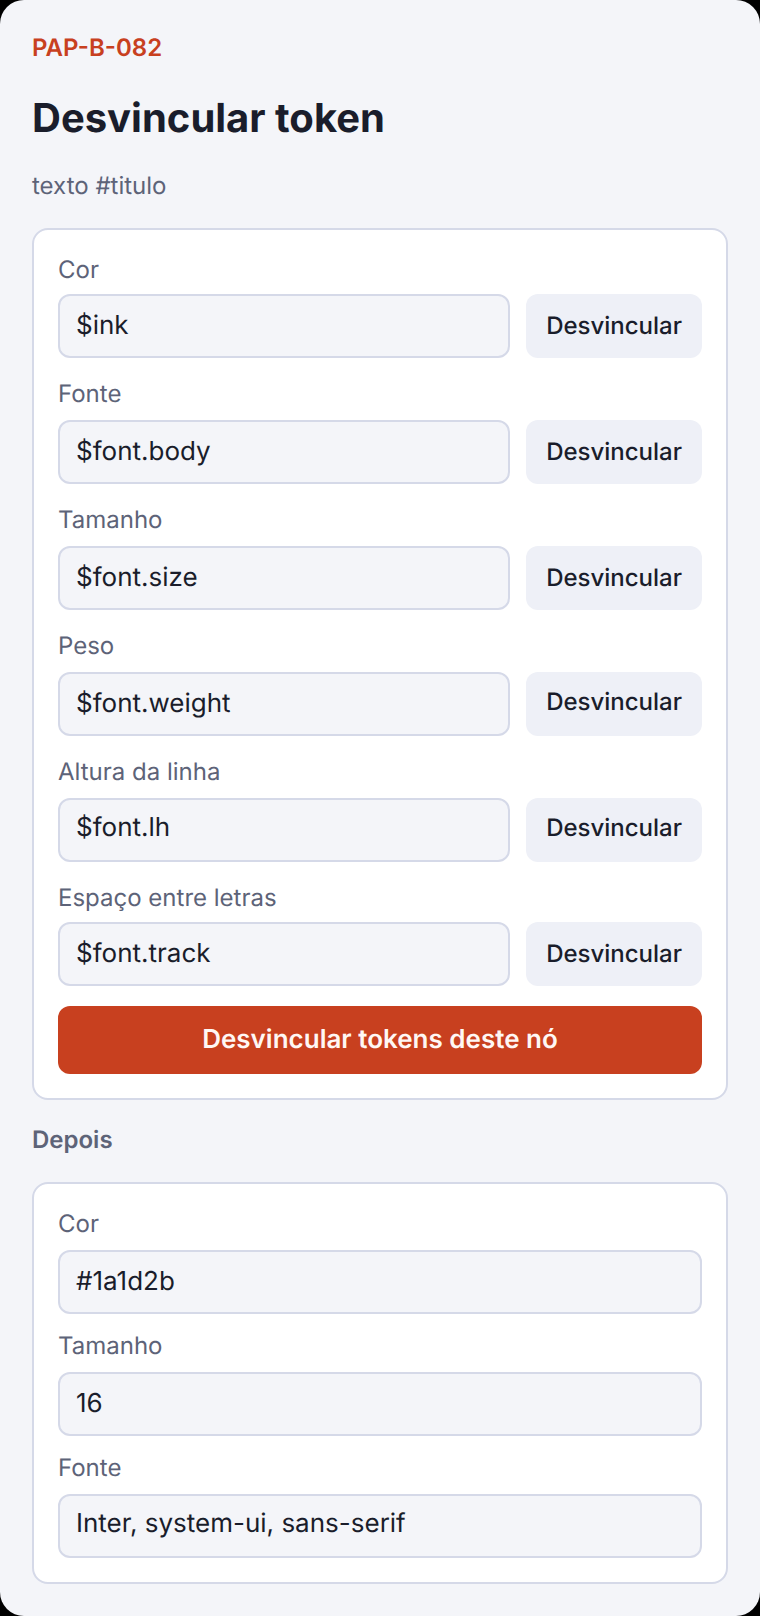 PAP-B-082
Desvincular token
texto #titulo
Cor
$ink
Desvincular
Fonte
$font.body
Desvincular
Tamanho
$font.size
Desvincular
Peso
$font.weight
Desvincular
Altura da linha
$font.lh
Desvincular
Espaço entre letras
$font.track
Desvincular
Desvincular tokens deste nó
Depois
Cor
#1a1d2b
Tamanho
16
Fonte
Inter, system-ui, sans-serif